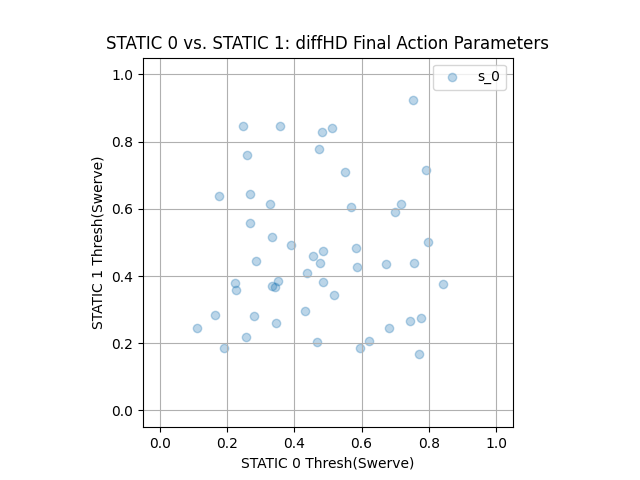 STATIC 0 vs. STATIC 1: diffHD Final Action Parameters
s_0
1.0
0.8
0.6
0.4
0.2
0.0
STATIC 1 Thresh(Swerve)
0.0 0.2 0.4 0.6 0.8 1.0
STATIC 0 Thresh(Swerve)